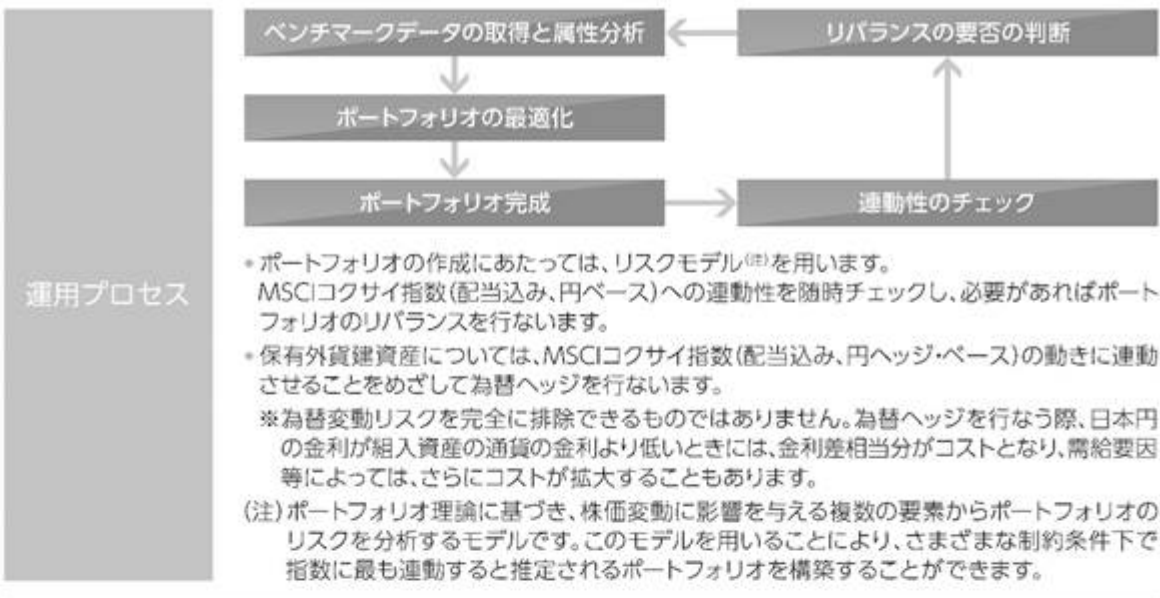 運用プロセス
ベンチマークデータの取得と属性分析
リバランスの要否の判断
ポートフォリオの最適化
ポートフォリオ完成
連動性のチェック
•ポートフォリオの作成にあたっては、リスクモデル(注)を用います。
MSCIコクサイ指数(配当込み、円ベース)への連動性を随時チェックし、必要があればポート
フォリオのリバランスを行ないます。
•保有外貨建資産については、MSCIコクサイ指数(配当込み、円ヘッジ・ベース)の動きに連動
させることをめざして為替ヘッジを行ないます。
※為替変動リスクを完全に排除できるものではありません。為替ヘッジを行なう際、日本円
の金利が組入資産の通貨の金利より低いときには、金利差相当分がコストとなり、需給要因
等によっては、さらにコストが拡大することもあります。
(注)ポートフォリオ理論に基づき、株価変動に影響を与える複数の要素からポートフォリオの
リスクを分析するモデルです。このモデルを用いることにより、さまざまな制約条件下で
指数に最も連動すると推定されるポートフォリオを構築することができます。